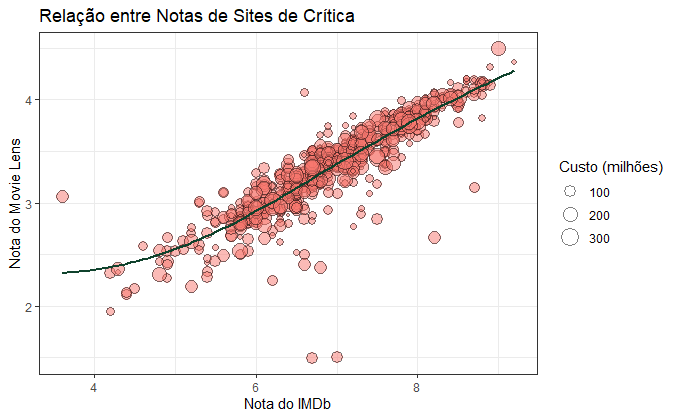 Relação entre Notas de Sites de Crítica
Nota do Movie Lens
4
3
2
4
6
8
Nota do IMDb
Custo (milhões)
100
200
300